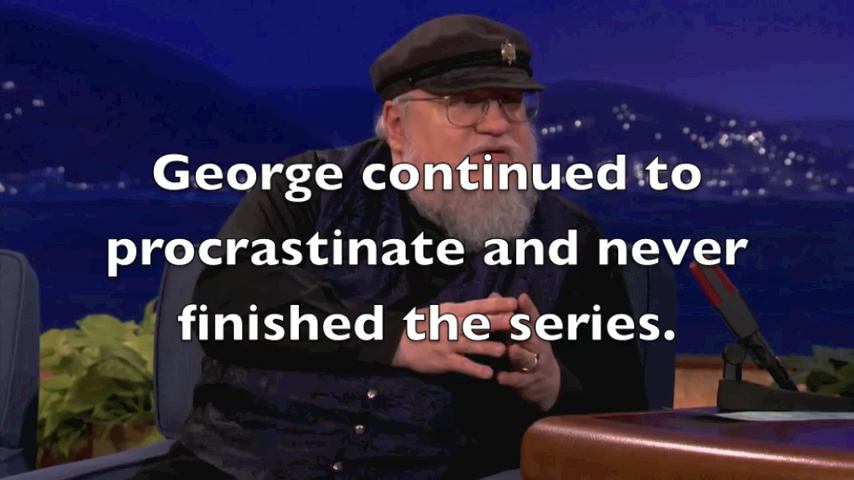 George continued to
procrastinate and never
finished the series.